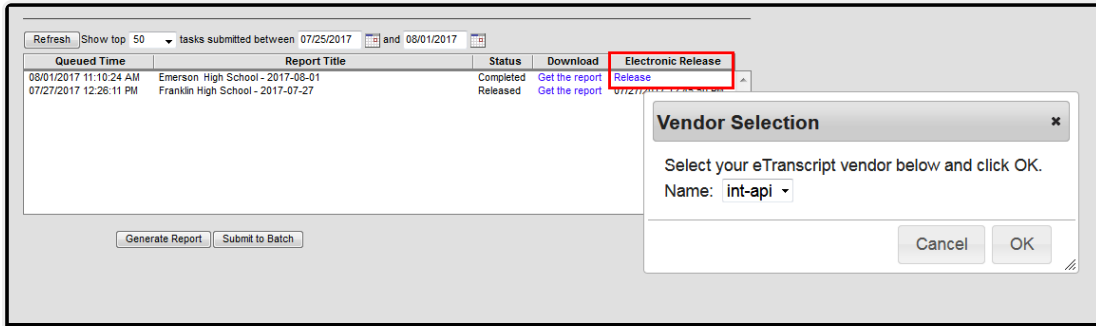 Refresh Show top 50 tasks submitted between 07/25/2017 and 08/01/2017
Queued Time Report Title Status Download Electronic Release
08/01/2017 11:10:24 AM Emerson High School - 2017-08-01 Completed Get the report Release
07/27/2017 12:26:11 PM Franklin High School - 2017-07-27 Released Get the report 07/27/2017
Vendor Selection
Select your eTranscript vendor below and click OK.
Name: int-api
Cancel OK
Generate Report Submit to Batch